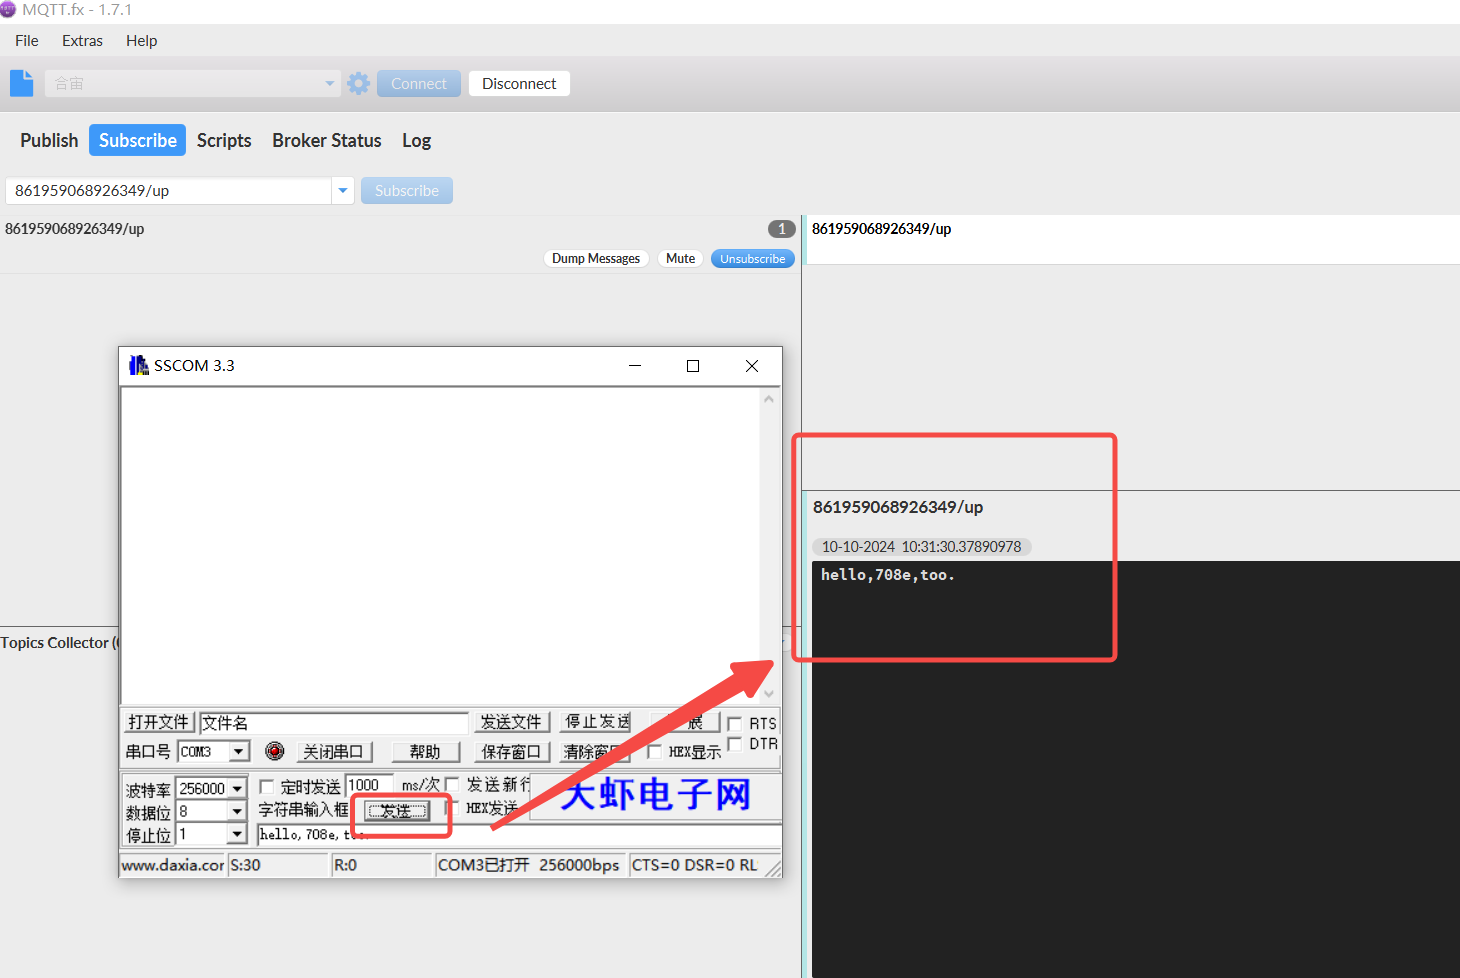 MQTT.fx - 1.7.1
File Extras Help
合宙 Connect Disconnect
Publish Subscribe Scripts Broker Status Log
861959068926349/up Subscribe
861959068926349/up 1
Dump Messages Mute Unsubscribe
861959068926349/up
SSCOM 3.3
861959068926349/up
10-10-2024 10:31:30.37890978
hello,708e,too.
Topics Collector (
打开文件 文件名 发送文件 停止发送 展 RTS
串口号 COM3 关闭串口 帮助 保存窗口 清除窗口 HEX显示 DTR
波特率 256000 定时发送 1000 ms/次 发送新行
数据位 8 字符串输入框 发送 HEX发送
大虾电子网
停止位 1 hello,708e,too.
www.daxia.com S:30 R:0 COM3已打开 256000bps CTS=0 DSR=0 RL